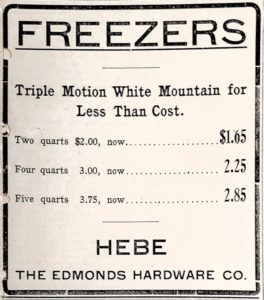 FREEZERS
Triple Motion White Mountain for
Less Than Cost.
Two quarts $2.00, now..................$1.65
Four quarts 3.00, now.................. 2.25
Five quarts 3.75, now.................. 2.85
HEBE
THE EDMONDS HARDWARE CO.